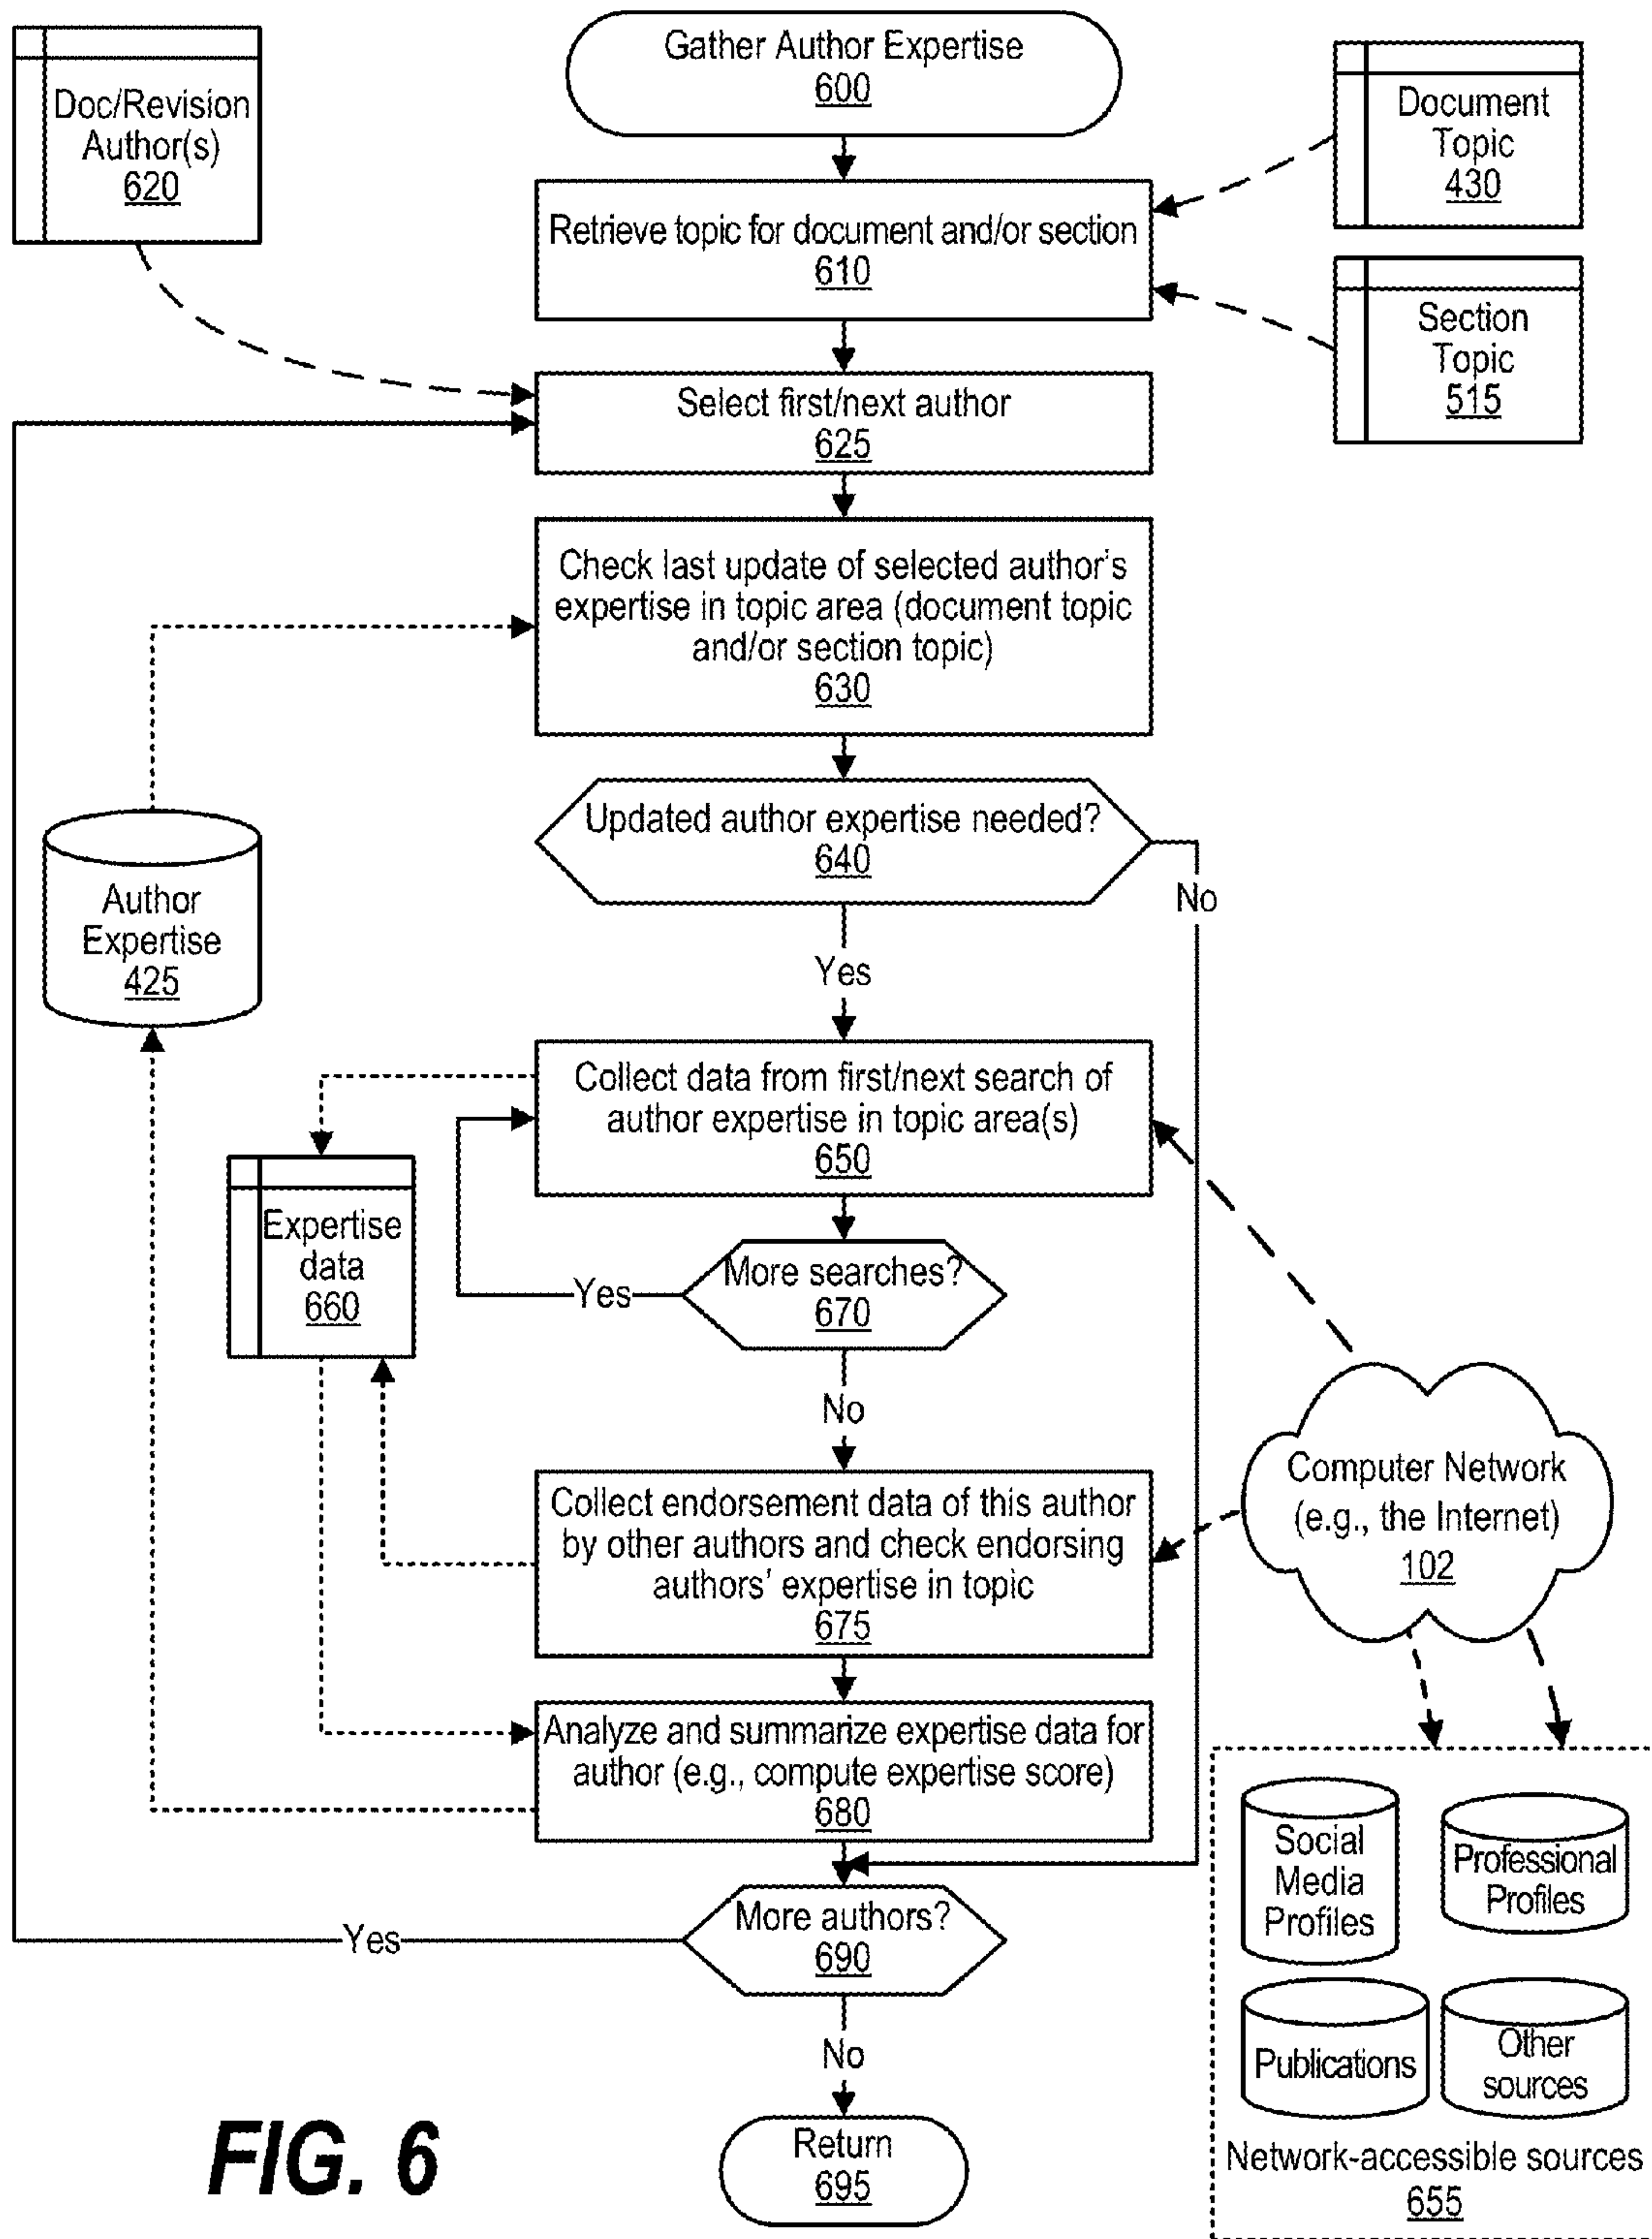 Gather Author Expertise
600
Doc/Revision
Author(s)
620
Document
Topic
430
Retrieve topic for document and/or section
610
Section
Topic
515
Select first/next author
625
Check last update of selected author's
expertise in topic area (document topic
and/or section topic)
630
Updated author expertise needed?
640
No
Author
Expertise
425
Yes
Collect data from first/next search of
author expertise in topic area(s)
650
Expertise
data
660
More searches?
670
Yes
No
Computer Network
(e.g., the Internet)
102
Collect endorsement data of this author
by other authors and check endorsing
authors' expertise in topic
675
Analyze and summarize expertise data for
author (e.g., compute expertise score)
680
Social
Media
Profiles
Professional
Profiles
More authors?
690
Yes
No
Publications
Other
sources
Return
695
Network-accessible sources
655
FIG. 6